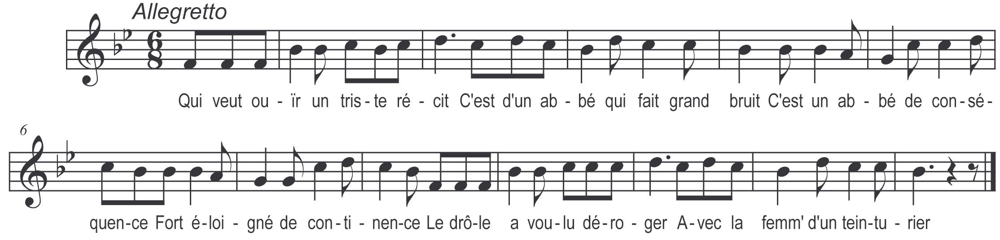 Allegretto
6
8
Qui veut ou - ïr un tris - te ré - cit C'est d'un ab - bé qui fait grand bruit C'est un ab - bé de con - sé -
6
quen - ce Fort é - loi - gné de con - ti - nen - ce Le drô - le a vou - lu dé - ro - ger A - vec la femm' d'un tein - tu - rier